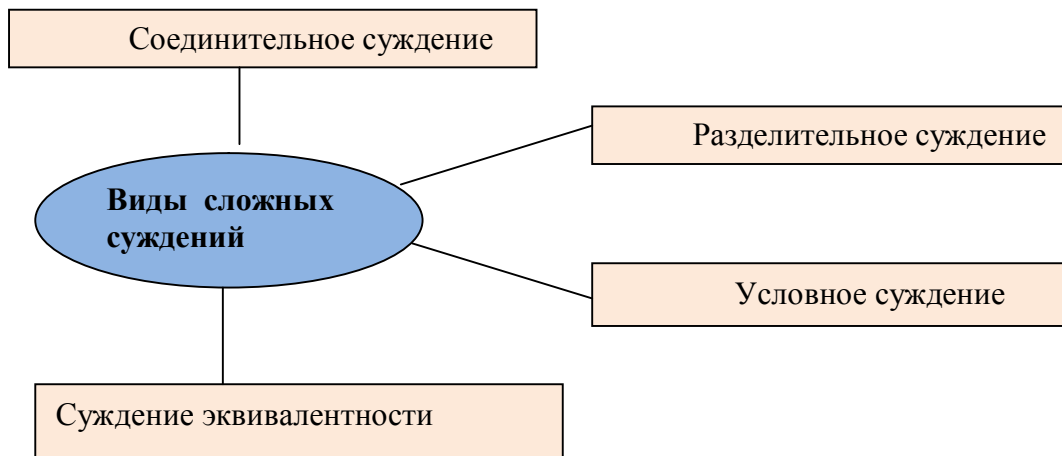 Соединительное суждение
Разделительное суждение
Виды сложных
суждений
Условное суждение
Суждение эквивалентности